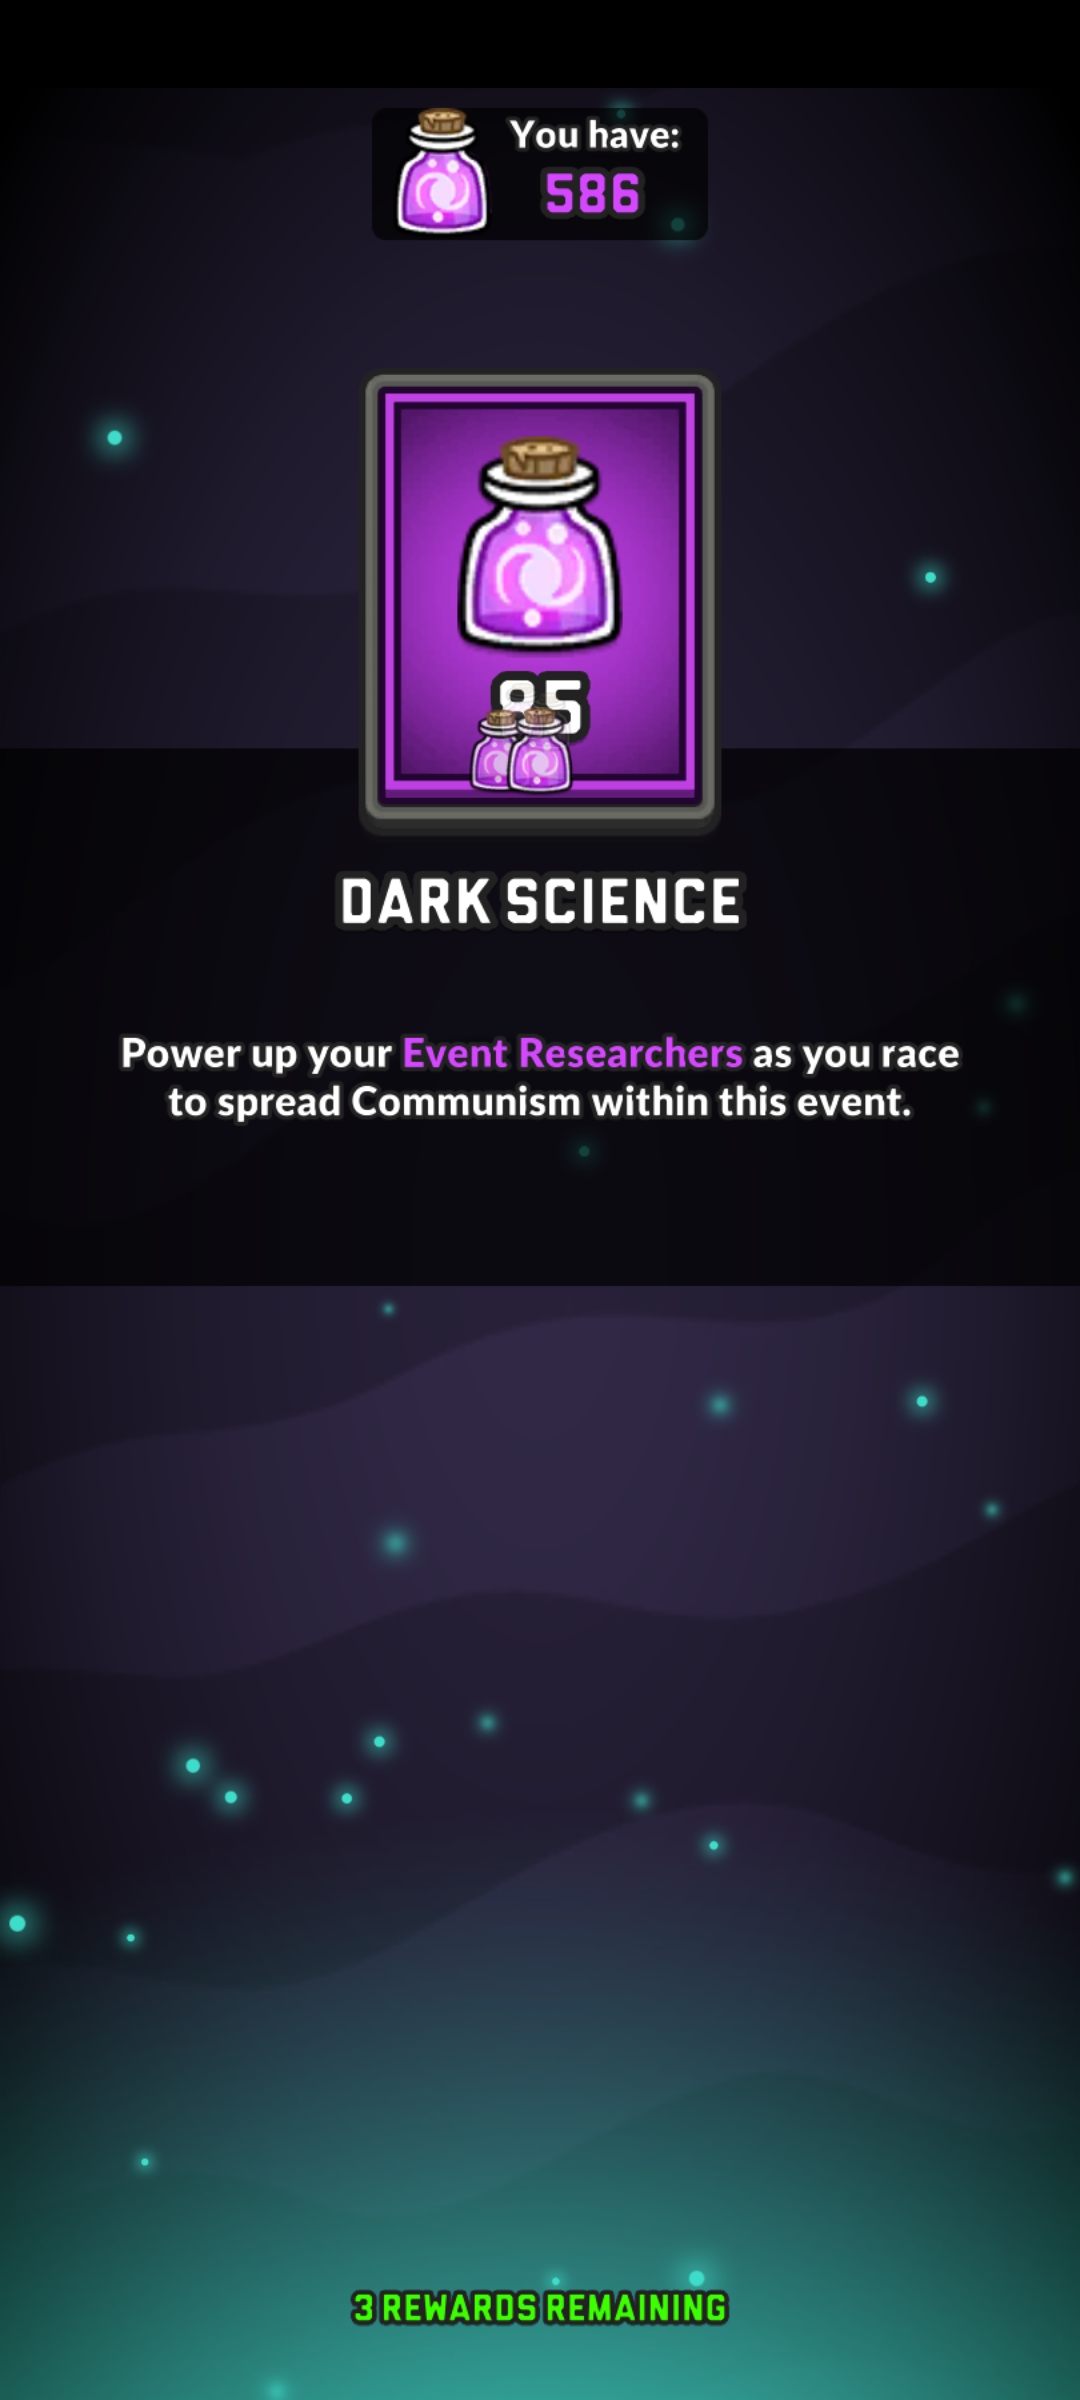 You have:
586
DARK SCIENCE
Power up your Event Researchers as you race
to spread Communism within this event.
3 REWARDS REMAINING